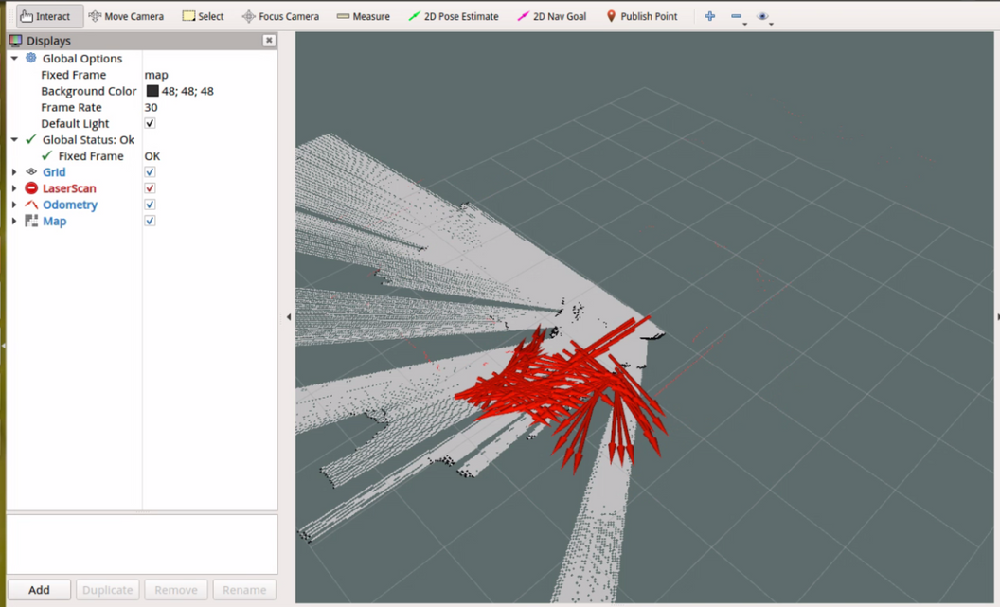 Interact Move Camera Select Focus Camera Measure 2D Pose Estimate 2D Nav Goal Publish Point
Displays
Global Options
Fixed Frame map
Background Color 48; 48; 48
Frame Rate 30
Default Light
Global Status: Ok
Fixed Frame OK
Grid
LaserScan
Odometry
Map
Add Duplicate Remove Rename